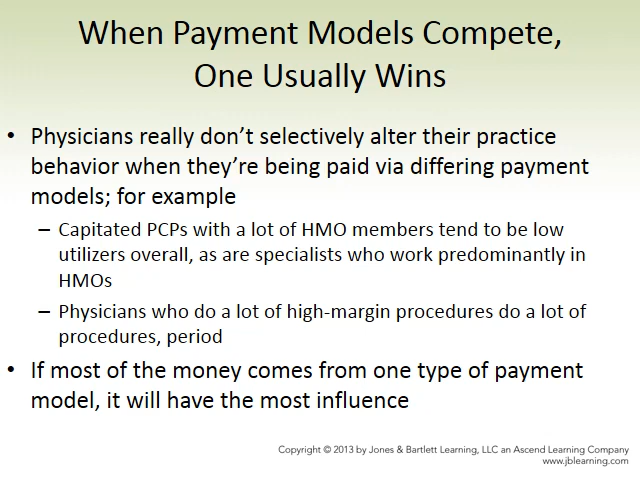 When Payment Models Compete,
One Usually Wins
• Physicians really don’t selectively alter their practice
behavior when they’re being paid via differing payment
models; for example
– Capitated PCPs with a lot of HMO members tend to be low
utilizers overall, as are specialists who work predominantly in
HMOs
– Physicians who do a lot of high-margin procedures do a lot of
procedures, period
• If most of the money comes from one type of payment
model, it will have the most influence
Copyright © 2013 by Jones & Bartlett Learning, LLC an Ascend Learning Company
www.jblearning.com